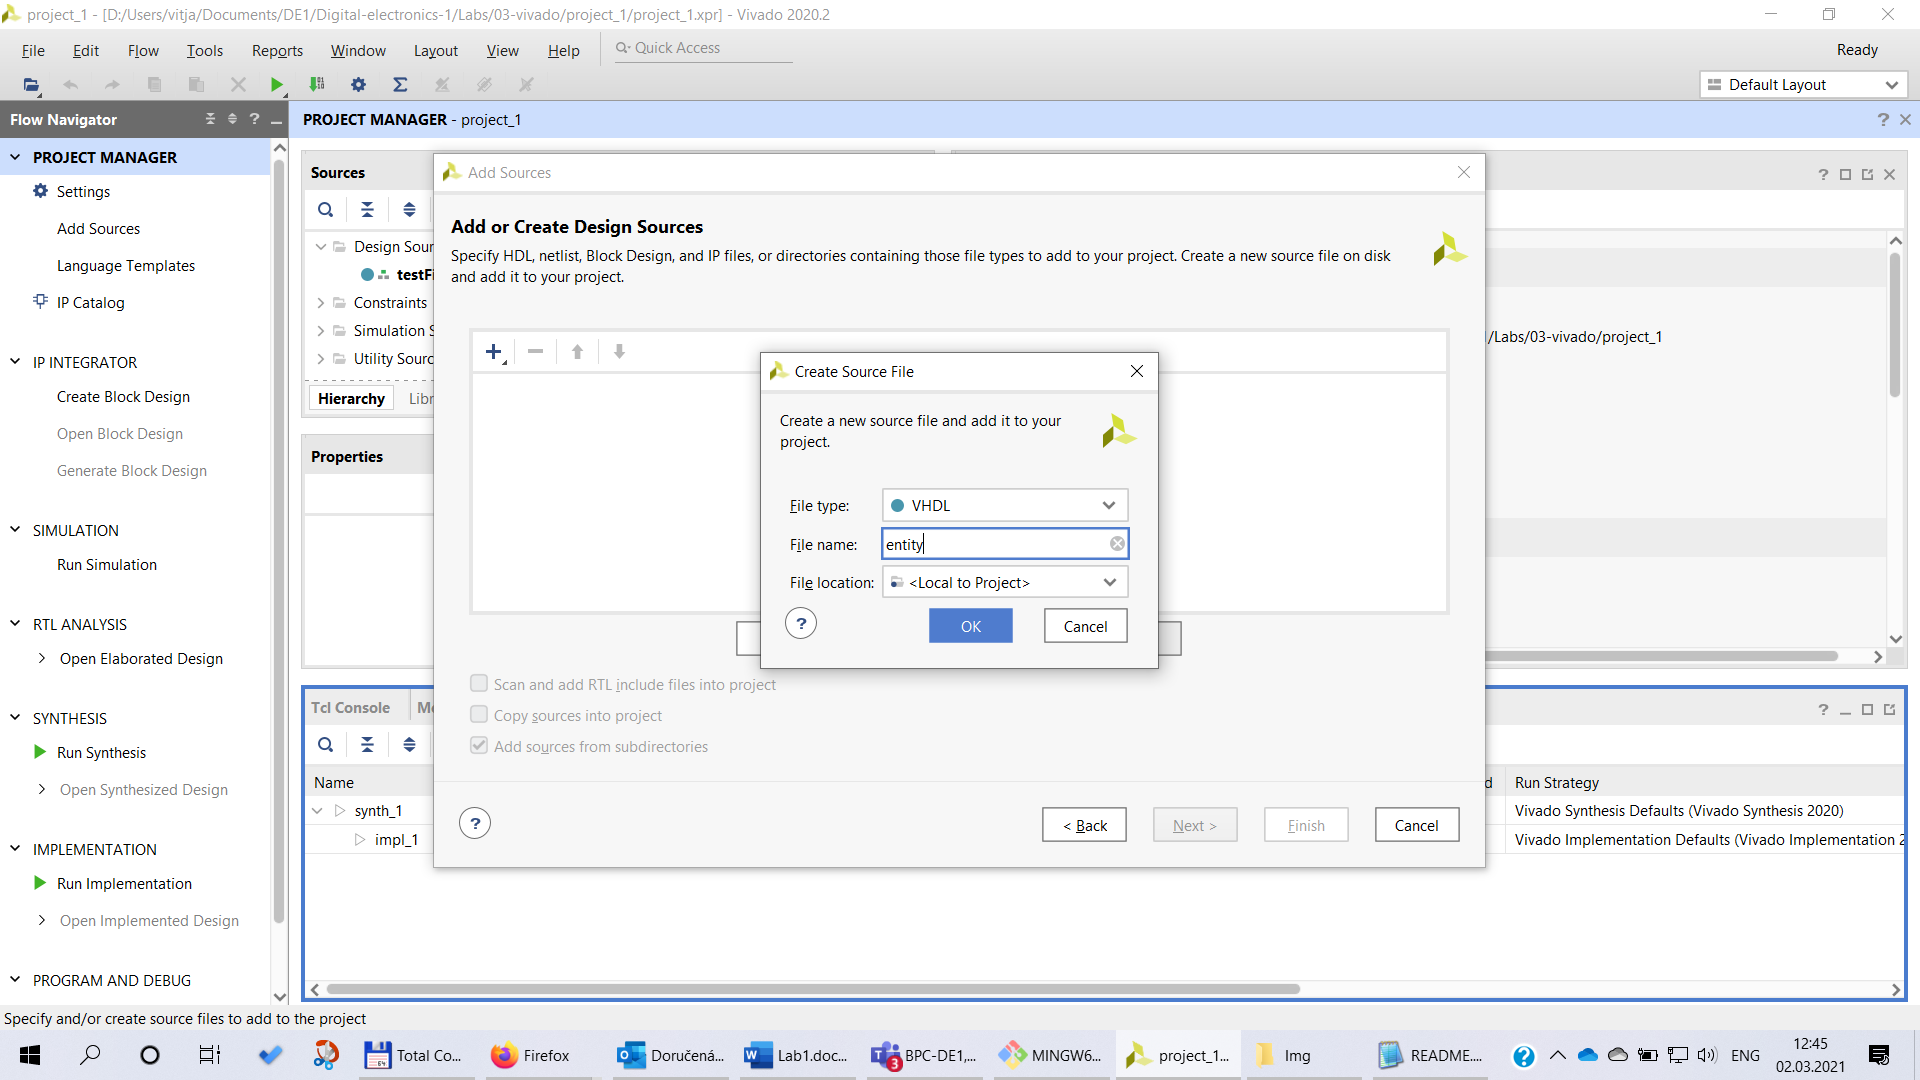 project_1 - [D:/Users/vitja/Documents/DE1/Digital-electronics-1/Labs/03-vivado/project_1/project_1.xpr] - Vivado 2020.2
File Edit Flow Tools Reports Window Layout View Help Quick Access Ready
Default Layout
Flow Navigator
PROJECT MANAGER - project_1
PROJECT MANAGER
Settings
Add Sources
Language Templates
IP Catalog
IP INTEGRATOR
Create Block Design
Open Block Design
Generate Block Design
SIMULATION
Run Simulation
RTL ANALYSIS
Open Elaborated Design
SYNTHESIS
Run Synthesis
Open Synthesized Design
IMPLEMENTATION
Run Implementation
Open Implemented Design
PROGRAM AND DEBUG
Sources
Design Sour
testFi
Constraints
Simulation S
Utility Sourc
Hierarchy Libr
Properties
/Labs/03-vivado/project_1
Add Sources
Add or Create Design Sources
Specify HDL, netlist, Block Design, and IP files, or directories containing those file types to add to your project. Create a new source file on disk
and add it to your project.
Create Source File
Create a new source file and add it to your
project.
File type: VHDL
File name: entity
File location: <Local to Project>
? OK Cancel
Scan and add RTL include files into project
Copy sources into project
Add sources from subdirectories
? < Back Next > Finish Cancel
Tcl Console Me
Name d Run Strategy
synth_1 Vivado Synthesis Defaults (Vivado Synthesis 2020)
impl_1 Vivado Implementation Defaults (Vivado Implementation 2
Specify and/or create source files to add to the project
Total Co... Firefox Doručená... Lab1.doc... BPC-DE1,... MINGW6... project_1... Img README.... ENG
3
12:45
02.03.2021